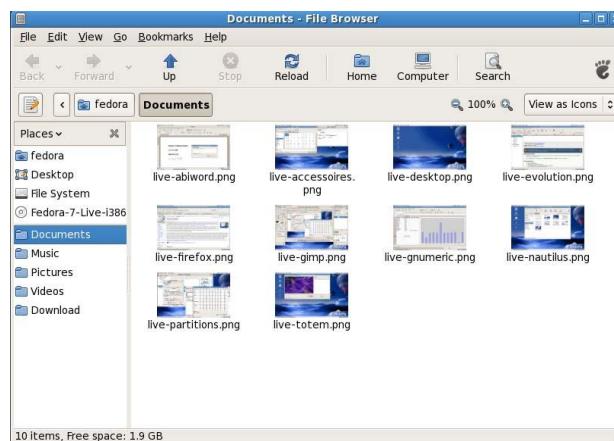 Documents - File Browser
File Edit View Go Bookmarks Help
Back Forward Up Stop Reload Home Computer Search
fedora Documents 100% View as Icons
Places
fedora
Desktop
File System
Fedora-7-Live-i386
Documents
Music
Pictures
Videos
Download
live-abiword.png live-accessoires.png live-desktop.png live-evolution.png
live-firefox.png live-gimp.png live-gnumeric.png live-nautilus.png
live-partitions.png live-totem.png
10 items, Free space: 1.9 GB